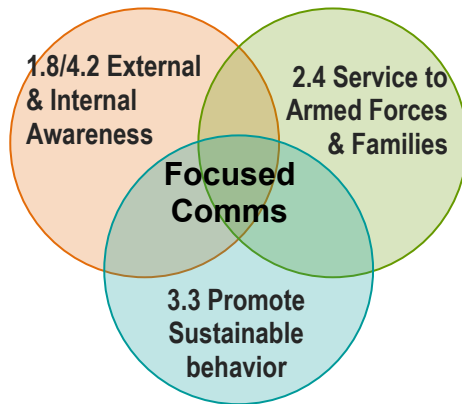 1.8/4.2 External
& Internal
Awareness
2.4 Service to
Armed Forces
& Families
Focused
Comms
3.3 Promote
Sustainable
behavior